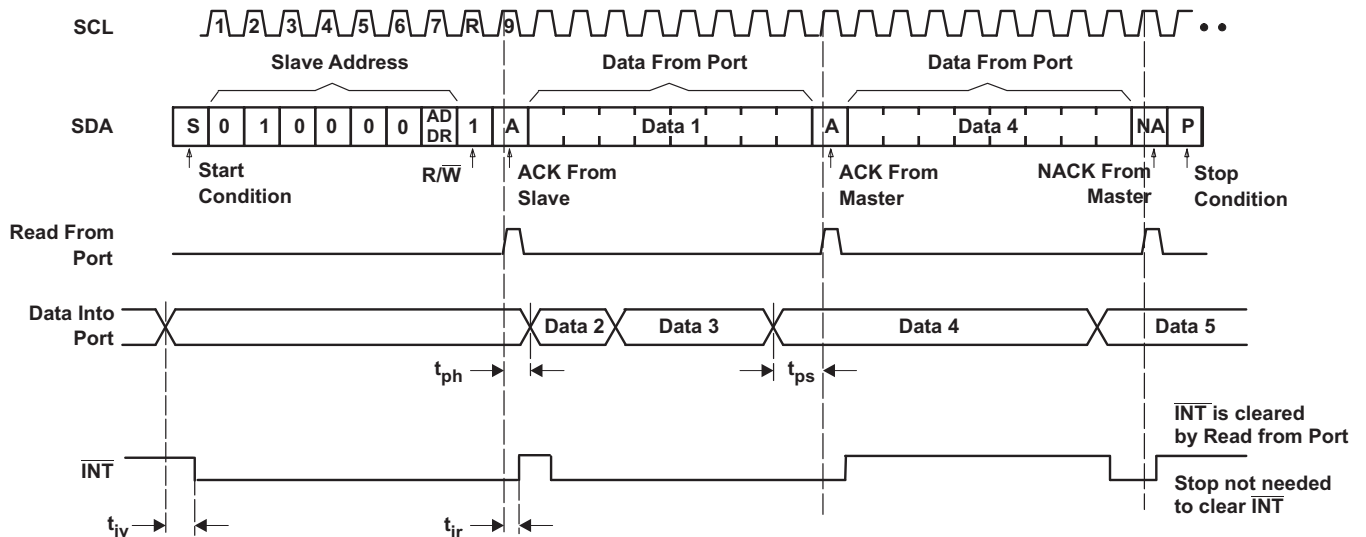 SCL 1 2 3 4 5 6 7 R 9
Slave Address Data From Port Data From Port
SDA S 0 1 0 0 0 0 AD DR 1 A Data 1 A Data 4 NA P
Start Condition
R/W̅
ACK From Slave
ACK From Master
NACK From Master
Stop Condition
Read From Port
Data Into Port
Data 2 Data 3 Data 4 Data 5
tph tps
I̅N̅T̅ is cleared
by Read from Port
I̅N̅T̅
Stop not needed
to clear I̅N̅T̅
tiv tir